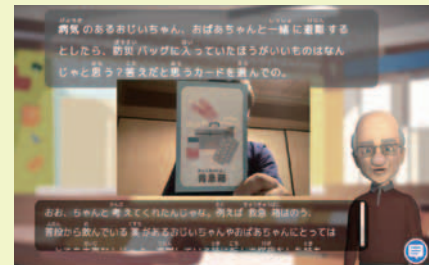 病気のあるおじいちゃん、おばあちゃんと一緒に避難する
としたら、防災バッグに入っていたほうがいいものはなん
じゃと思う?答えだと思うカードを選んでの。
救急箱
おお、ちゃんと考えてくれたんじゃな。例えば救急箱はのう、
普段から飲んでいる薬があるおじいちゃんやおばあちゃんにとっては